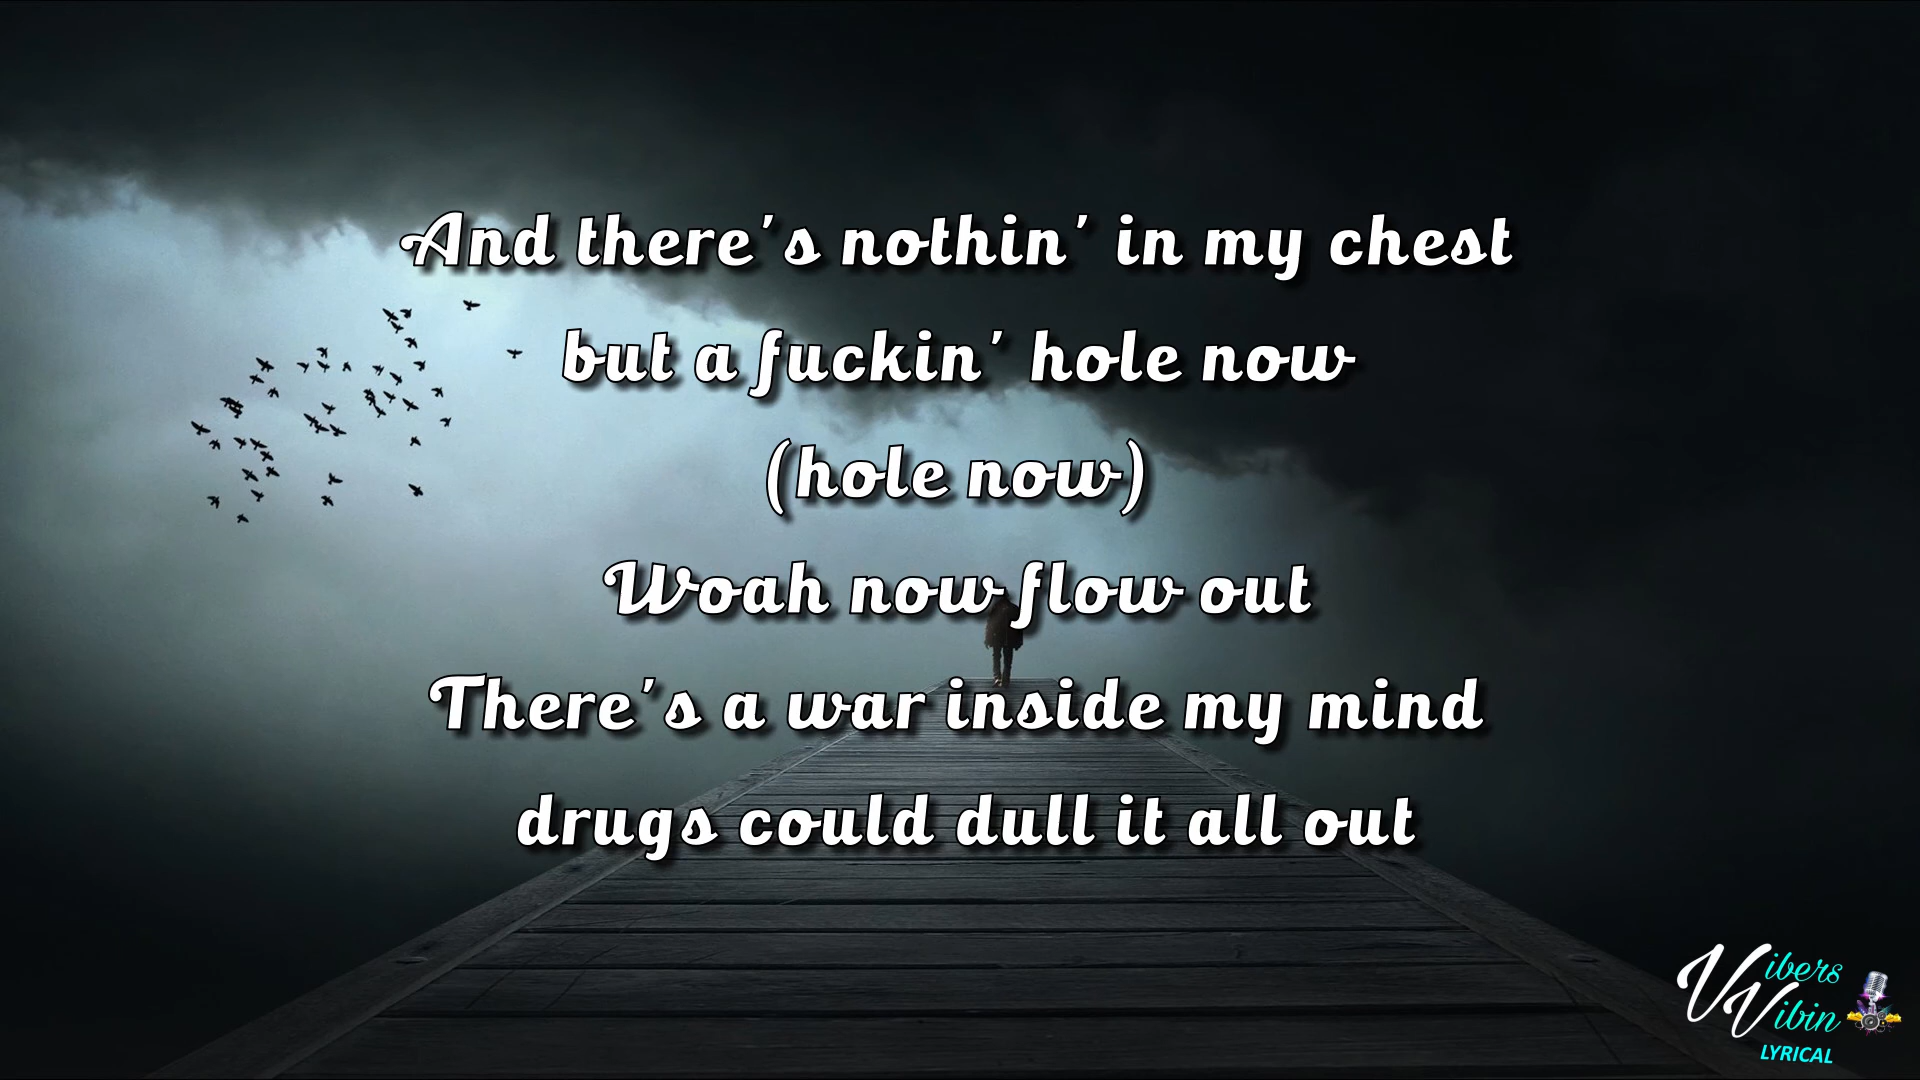 And there's nothin' in my chest
but a fuckin' hole now
(hole now)
Woah now flow out
There's a war inside my mind
drugs could dull it all out
Vibers
Vibin
LYRICAL